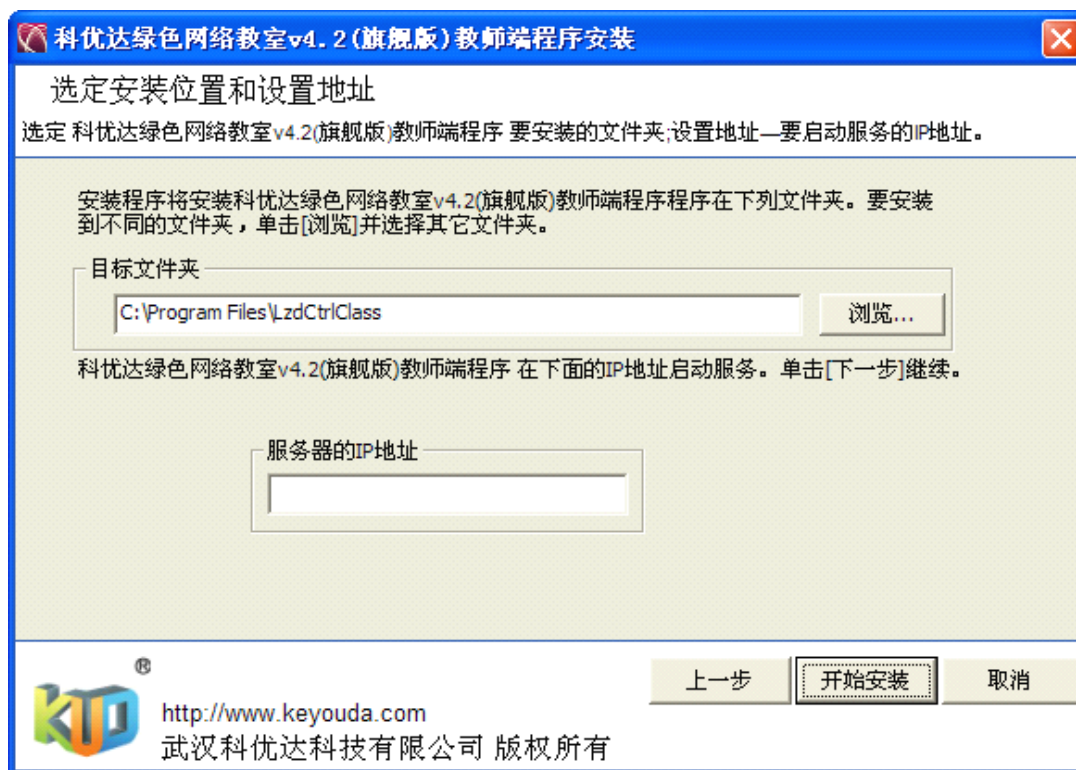 科优达绿色网络教室v4.2(旗舰版)教师端程序安装
选定安装位置和设置地址
选定 科优达绿色网络教室v4.2(旗舰版)教师端程序 要安装的文件夹;设置地址—要启动服务的IP地址。
安装程序将安装科优达绿色网络教室v4.2(旗舰版)教师端程序程序在下列文件夹。要安装
到不同的文件夹，单击[浏览]并选择其它文件夹。
目标文件夹
C:\Program Files\LzdCtrlClass
浏览...
科优达绿色网络教室v4.2(旗舰版)教师端程序 在下面的IP地址启动服务。单击[下一步]继续。
服务器的IP地址
上一步
开始安装
取消
KYD®
http://www.keyouda.com
武汉科优达科技有限公司 版权所有